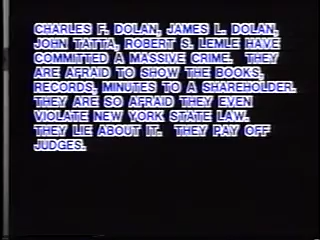 CHARLES F. DOLAN, JAMES L. DOLAN,
JOHN TATTA, ROBERT S. LEMLE HAVE
COMMITTED A MASSIVE CRIME.  THEY
ARE AFRAID TO SHOW THE BOOKS,
RECORDS, MINUTES TO A SHAREHOLDER.
THEY ARE SO AFRAID THEY EVEN
VIOLATE NEW YORK STATE LAW.
THEY LIE ABOUT IT.  THEY PAY OFF
JUDGES.